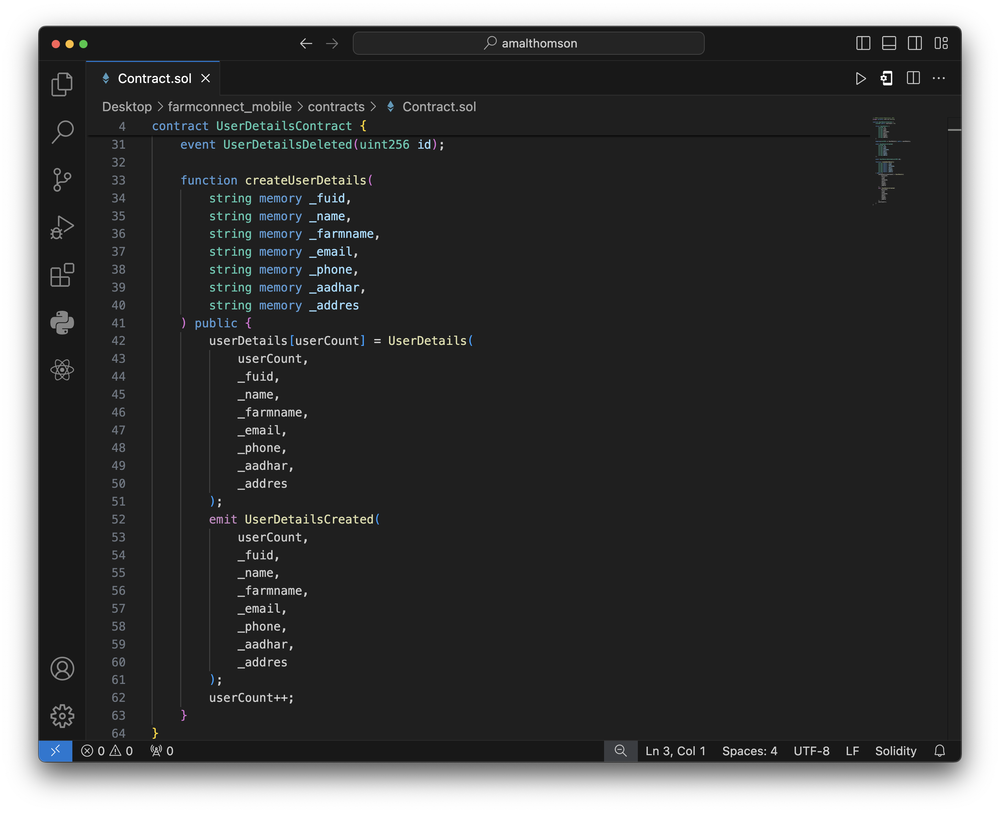 amalthomson
Contract.sol
Desktop > farmconnect_mobile > contracts > Contract.sol
4 contract UserDetailsContract {
31 event UserDetailsDeleted(uint256 id);
32
33 function createUserDetails(
34 string memory _fuid,
35 string memory _name,
36 string memory _farmname,
37 string memory _email,
38 string memory _phone,
39 string memory _aadhar,
40 string memory _addres
41 ) public {
42 userDetails[userCount] = UserDetails(
43 userCount,
44 _fuid,
45 _name,
46 _farmname,
47 _email,
48 _phone,
49 _aadhar,
50 _addres
51 );
52 emit UserDetailsCreated(
53 userCount,
54 _fuid,
55 _name,
56 _farmname,
57 _email,
58 _phone,
59 _aadhar,
60 _addres
61 );
62 userCount++;
63 }
64 }
0 0 0 Ln 3, Col 1 Spaces: 4 UTF-8 LF Solidity